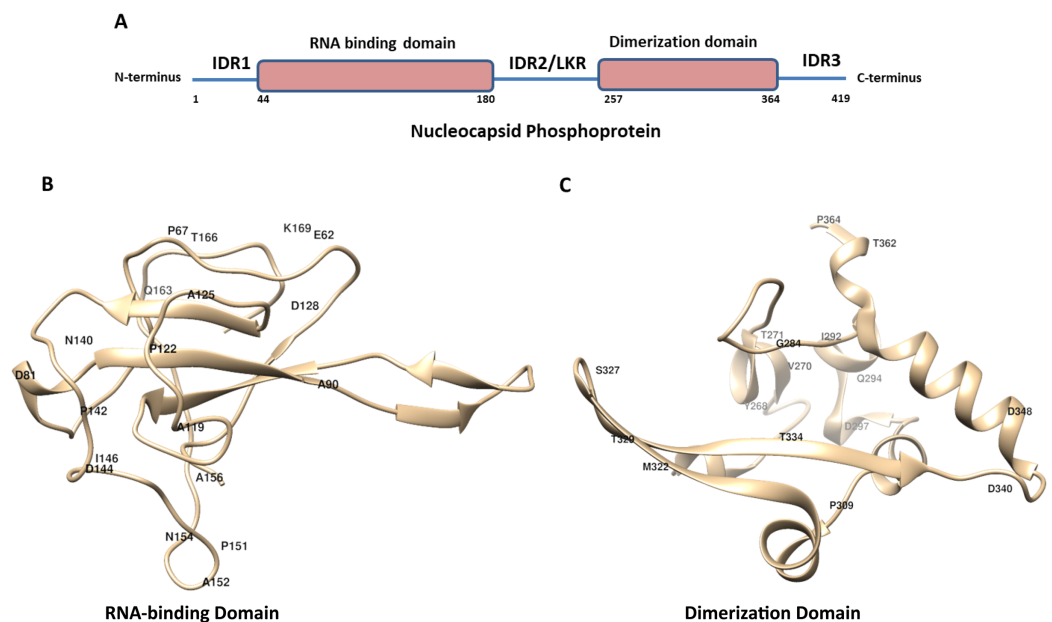 A
RNA binding domain
Dimerization domain
IDR1
IDR2/LKR
IDR3
N-terminus
C-terminus
1
44
180
257
364
419
Nucleocapsid Phosphoprotein
B
C
P67
T166
K169
E62
Q163
A125
D128
N140
P122
D81
A90
P142
A119
I146
D144
A156
N154
P151
A152
RNA-binding Domain
P364
T362
T271
G284
I292
V270
Q294
S327
Y268
D348
D297
T329
T334
M322
D340
P309
Dimerization Domain